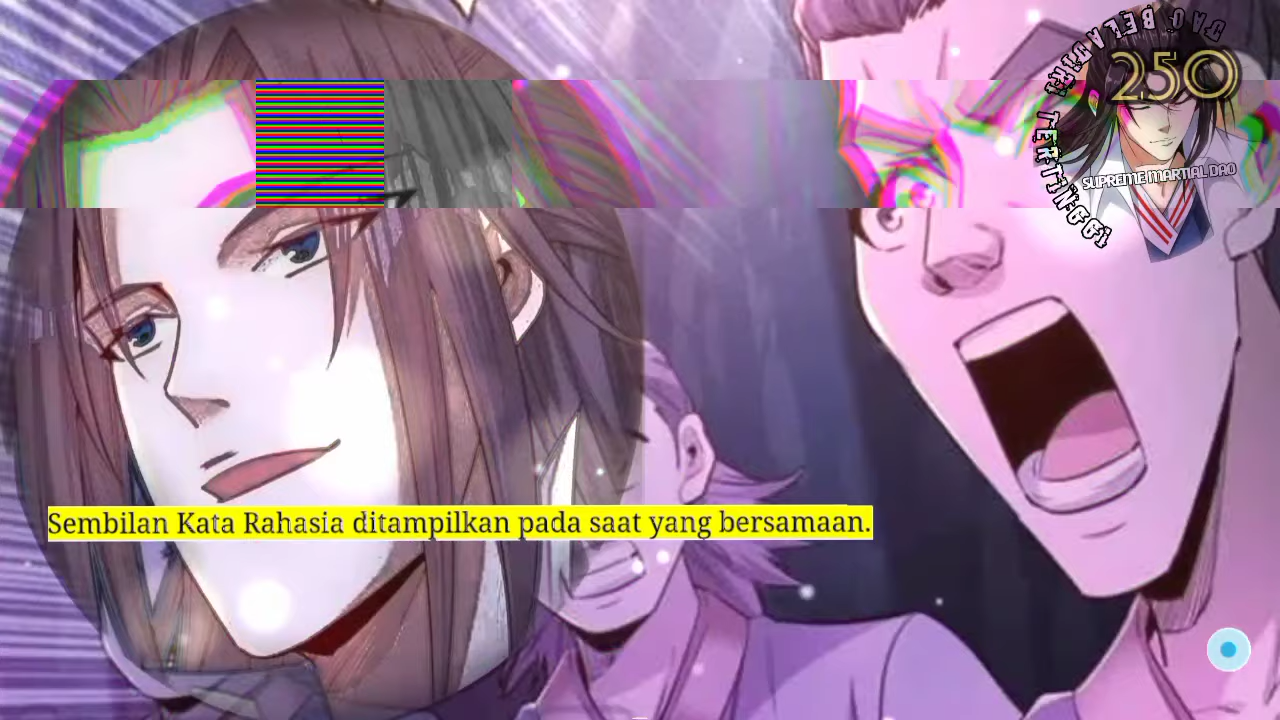 DAO BELADIRI TERTINGGI
250
SUPREME MARTIAL DAO
Sembilan Kata Rahasia ditampilkan pada saat yang bersamaan.